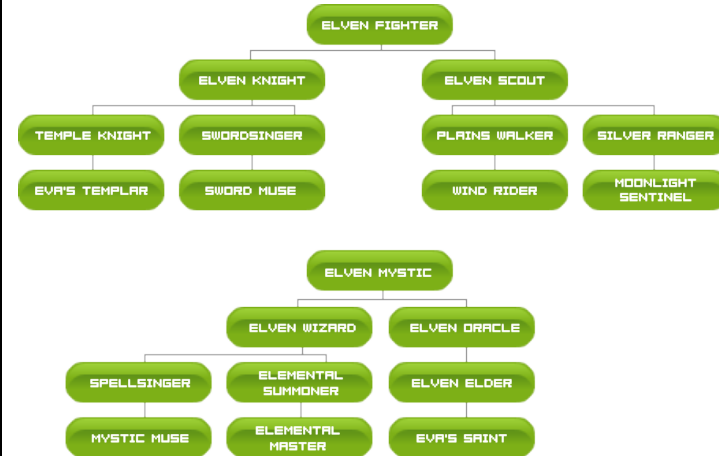 ELVEN FIGHTER
ELVEN KNIGHT
ELVEN SCOUT
TEMPLE KNIGHT
SWORDSINGER
PLAINS WALKER
SILVER RANGER
EVA'S TEMPLAR
SWORD MUSE
WIND RIDER
MOONLIGHT
SENTINEL
ELVEN MYSTIC
ELVEN WIZARD
ELVEN ORACLE
SPELLSINGER
ELEMENTAL
SUMMONER
ELVEN ELDER
MYSTIC MUSE
ELEMENTAL
MASTER
EVA'S SAINT